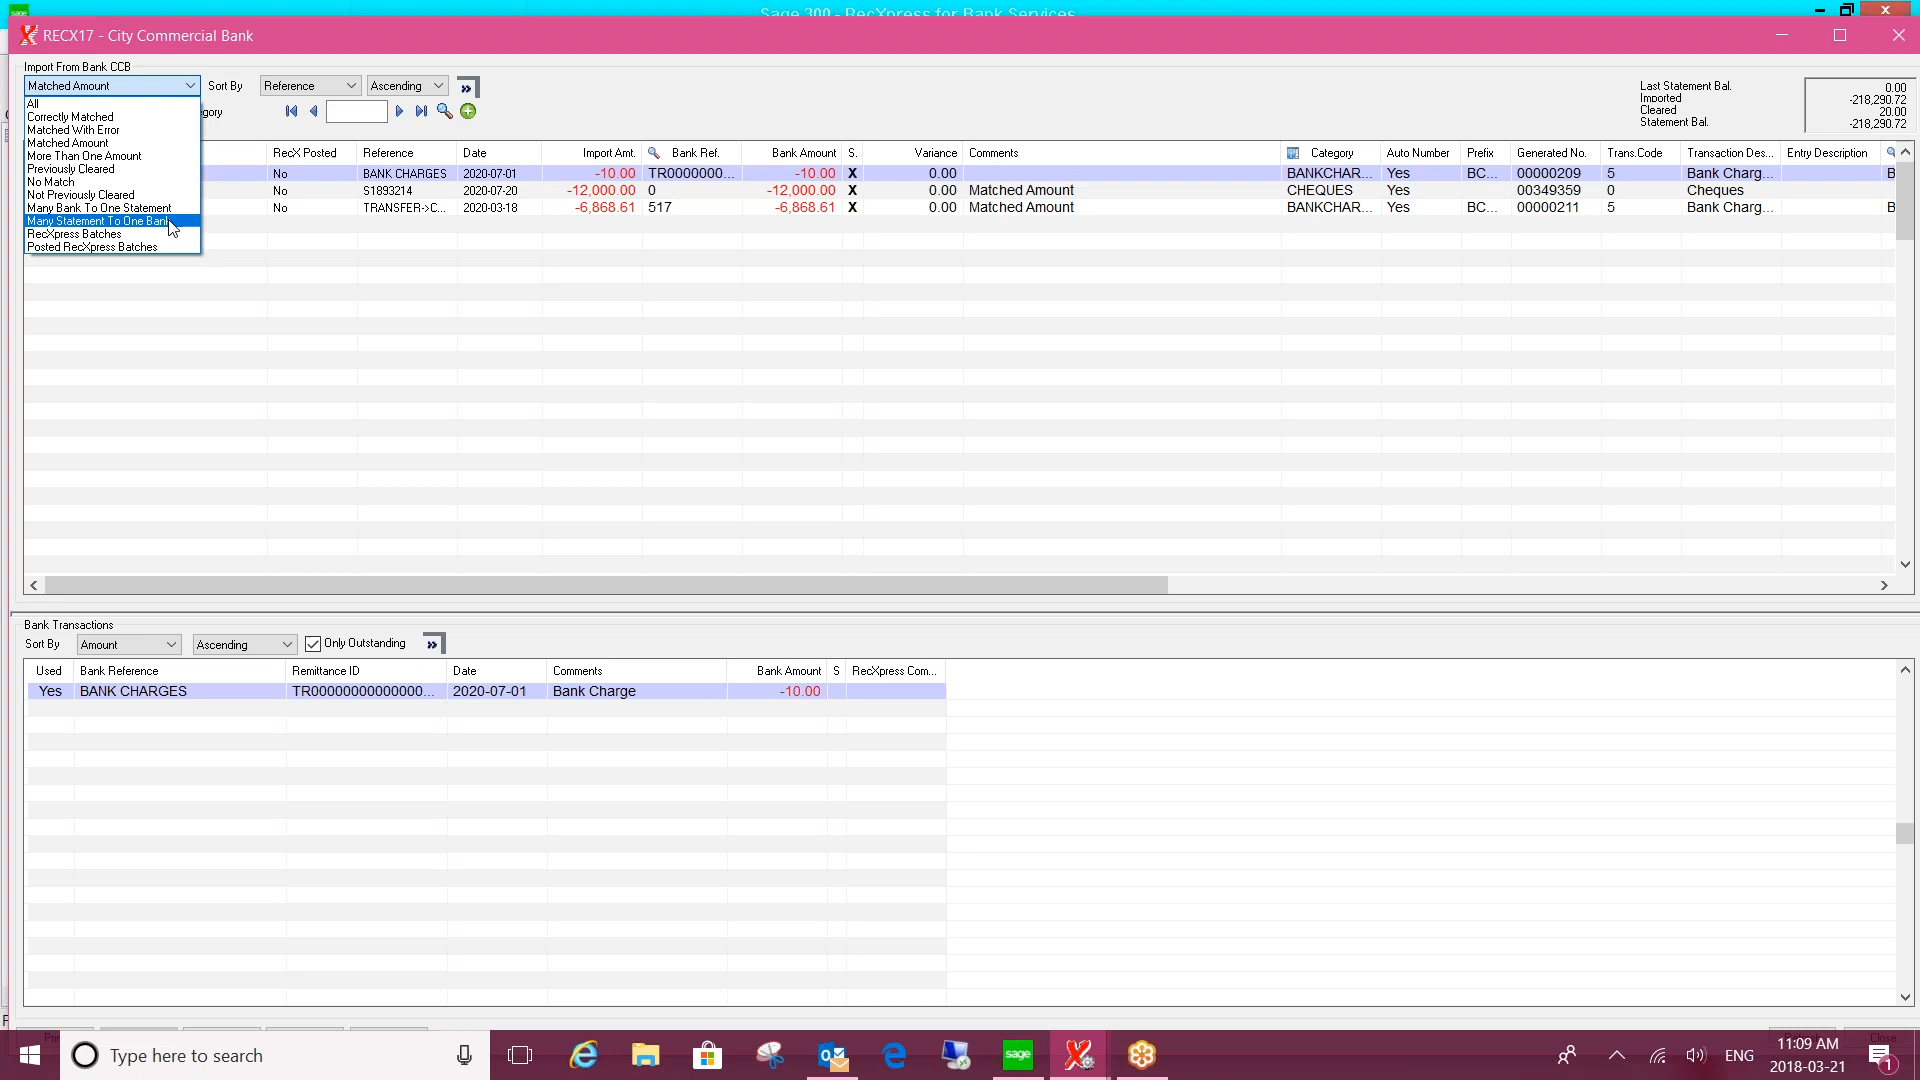 sage
Sage 300 - RecXpress for Bank Services
RECX17 - City Commercial Bank
Import From Bank CCB
Matched Amount
Sort By
Reference
Ascending
»
Last Statement Bal. 0.00
Imported -218,290.72
Cleared 20.00
Statement Bal. -218,290.72
All
Correctly Matched
Matched With Error
Matched Amount
More Than One Amount
Previously Cleared
No Match
Not Previously Cleared
Many Bank To One Statement
Many Statement To One Bank
RecXpress Batches
Posted RecXpress Batches
gory
RecX Posted Reference Date Import Amt. Bank Ref. Bank Amount S. Variance Comments Category Auto Number Prefix Generated No. Trans.Code Transaction Des... Entry Description
No BANK CHARGES 2020-07-01 -10.00 TR0000000... -10.00 X 0.00 BANKCHAR... Yes BC... 00000209 5 Bank Charg... B
No S1893214 2020-07-20 -12,000.00 0 -12,000.00 X 0.00 Matched Amount CHEQUES Yes 00349359 0 Cheques
No TRANSFER->C... 2020-03-18 -6,868.61 517 -6,868.61 X 0.00 Matched Amount BANKCHAR... Yes BC... 00000211 5 Bank Charg... B
Bank Transactions
Sort By Amount Ascending Only Outstanding »
Used Bank Reference Remittance ID Date Comments Bank Amount S RecXpress Com...
Yes BANK CHARGES TR00000000000000... 2020-07-01 Bank Charge -10.00
Close
Type here to search
sage
ENG
11:09 AM
2018-03-21
1